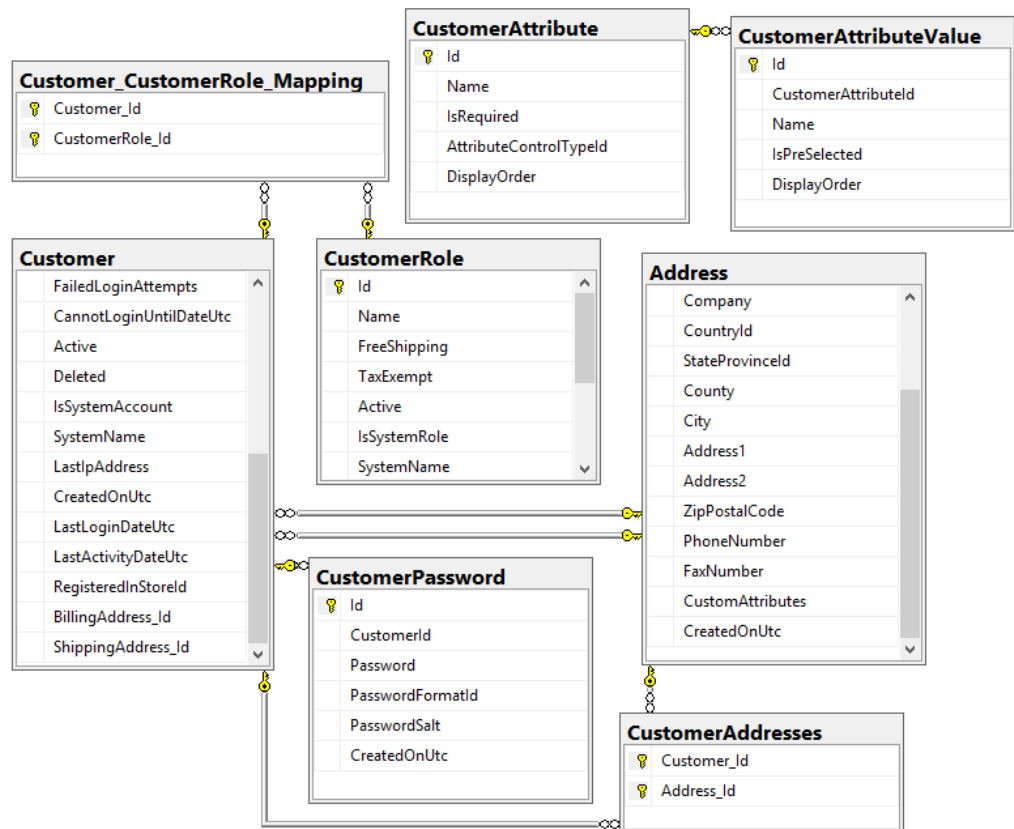 CustomerAttribute
Id
Name
IsRequired
AttributeControlTypeId
DisplayOrder
CustomerAttributeValue
Id
CustomerAttributeId
Name
IsPreSelected
DisplayOrder
Customer_CustomerRole_Mapping
Customer_Id
CustomerRole_Id
Customer
FailedLoginAttempts
CannotLoginUntilDateUtc
Active
Deleted
IsSystemAccount
SystemName
LastIpAddress
CreatedOnUtc
LastLoginDateUtc
LastActivityDateUtc
RegisteredInStoreId
BillingAddress_Id
ShippingAddress_Id
CustomerRole
Id
Name
FreeShipping
TaxExempt
Active
IsSystemRole
SystemName
Address
Company
CountryId
StateProvinceId
County
City
Address1
Address2
ZipPostalCode
PhoneNumber
FaxNumber
CustomAttributes
CreatedOnUtc
CustomerPassword
Id
CustomerId
Password
PasswordFormatId
PasswordSalt
CreatedOnUtc
CustomerAddresses
Customer_Id
Address_Id